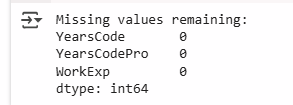 Missing values remaining:
YearsCode       0
YearsCodePro    0
WorkExp         0
dtype: int64